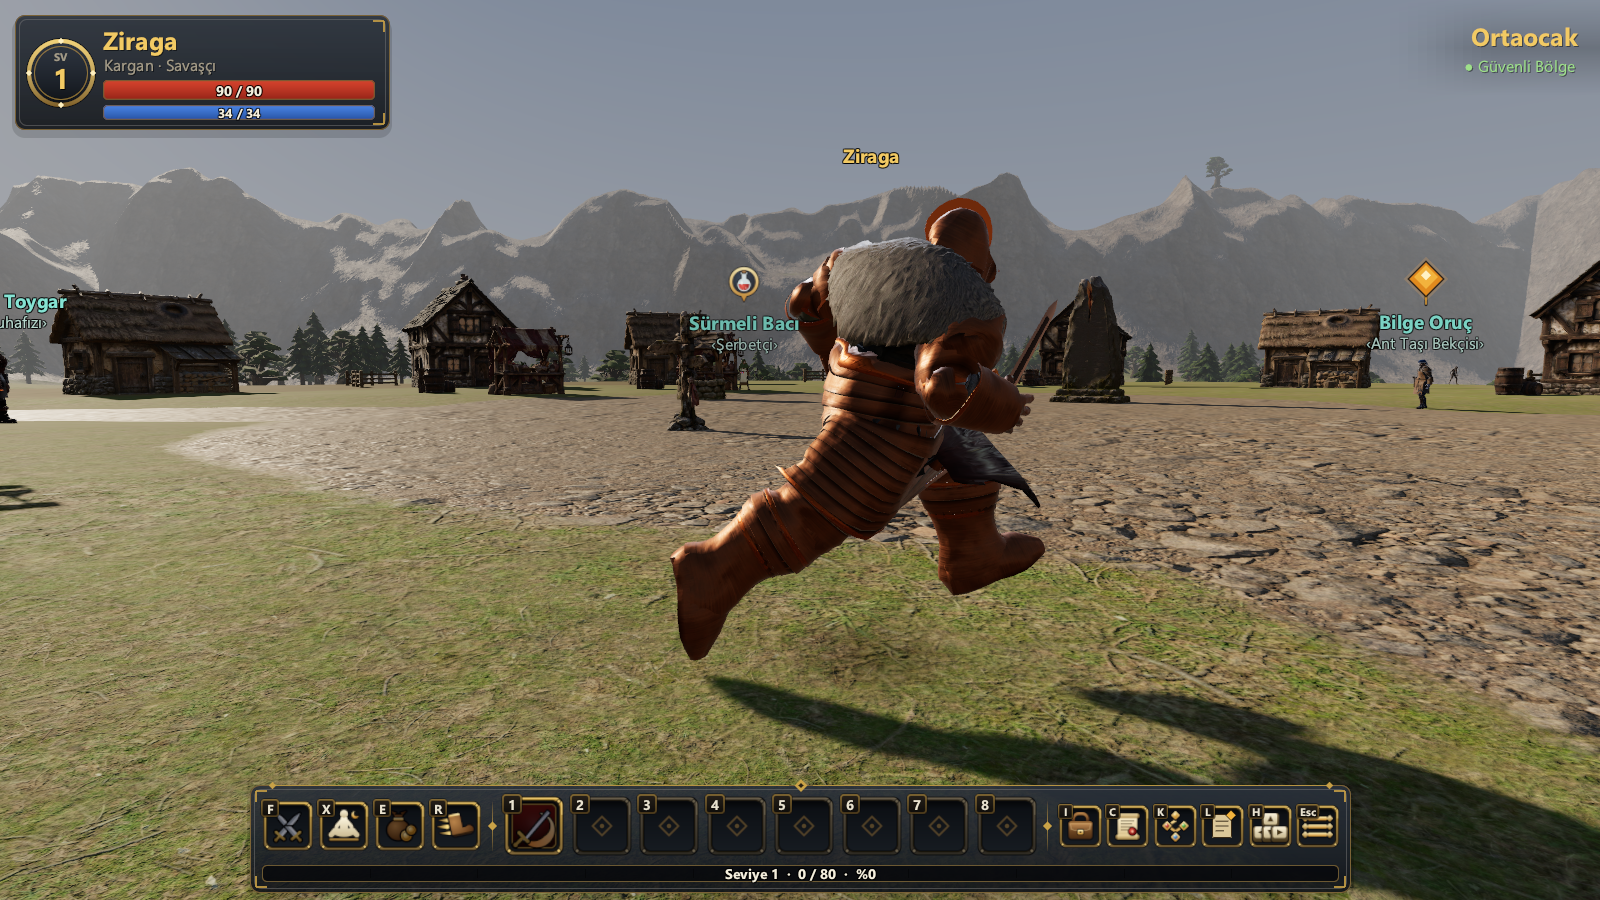 SV
1
Ziraga
Kargan · Savaşçı
90 / 90
34 / 34
Ortaocak
Güvenli Bölge
Ziraga
Toygar
uhafızı›
Sürmeli Bacı
‹Şerbetçi›
Bilge Oruç
‹Ant Taşı Bekçisi›
F
X
E
R
1
2
3
4
5
6
7
8
I
C
K
L
H
Esc
Seviye 1 · 0 / 80 · %0